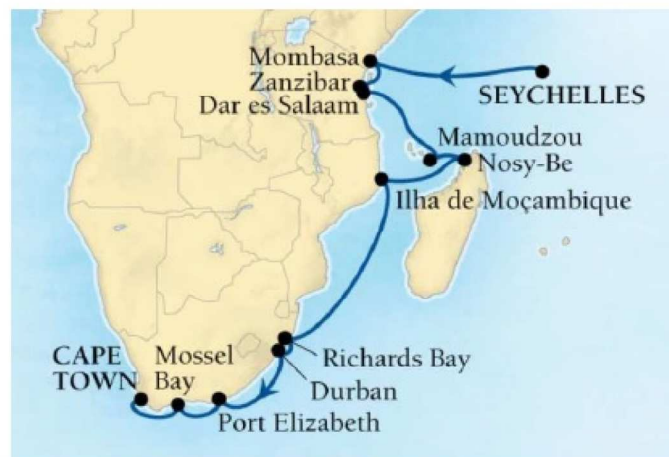 Mombasa
Zanzibar
Dar es Salaam
SEYCHELLES
Mamoudzou
Nosy-Be
Ilha de Moçambique
CAPE
TOWN
Mossel
Bay
Richards Bay
Durban
Port Elizabeth